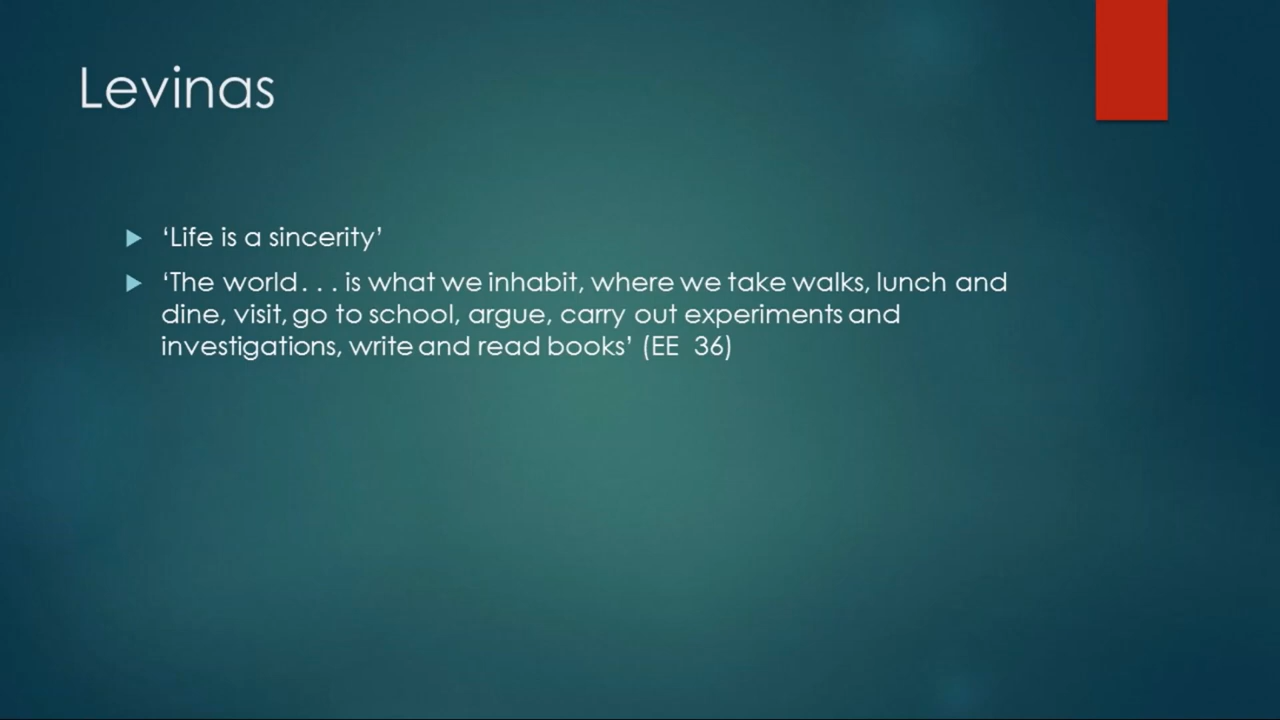 Levinas
‘Life is a sincerity’
‘The world. . . is what we inhabit, where we take walks, lunch and
dine, visit, go to school, argue, carry out experiments and
investigations, write and read books’ (EE 36)